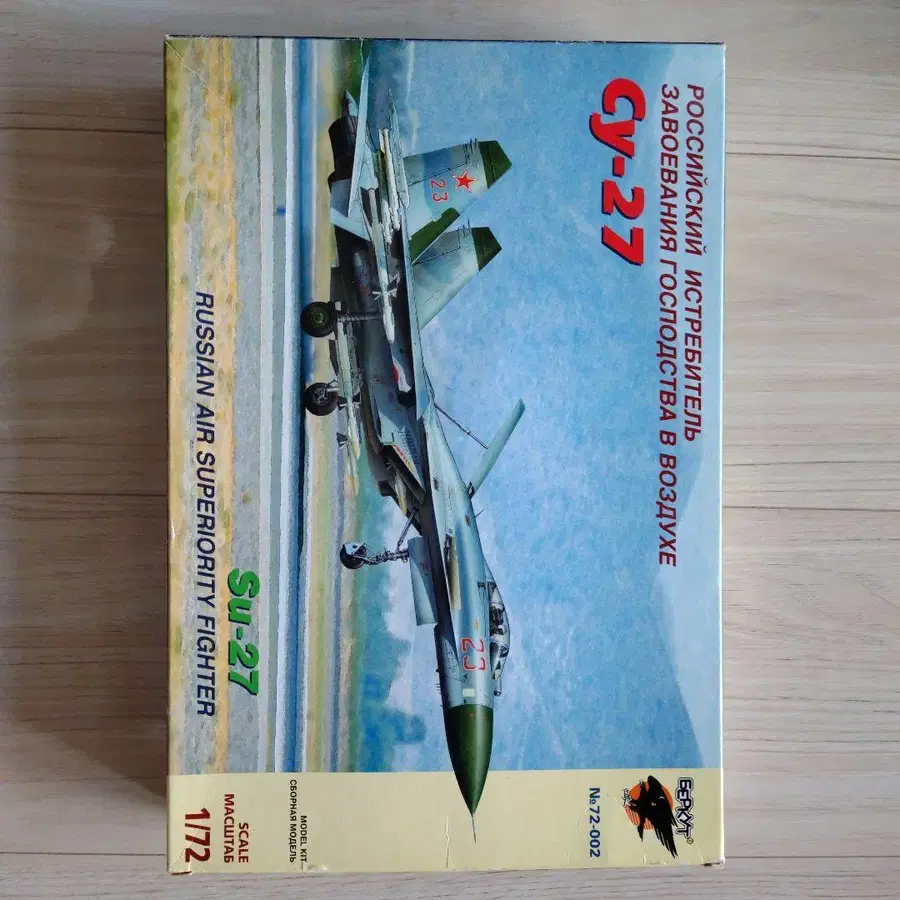 РОССИЙСКИЙ ИСТРЕБИТЕЛЬ
ЗАВОЕВАНИЯ ГОСПОДСТВА В ВОЗДУХЕ
Су-27
23
23
Su-27
RUSSIAN AIR SUPERIORITY FIGHTER
БЕРКУТ®
№72-002
MODEL KIT
СБОРНАЯ МОДЕЛЬ
SCALE
МАСШТАБ
1/72